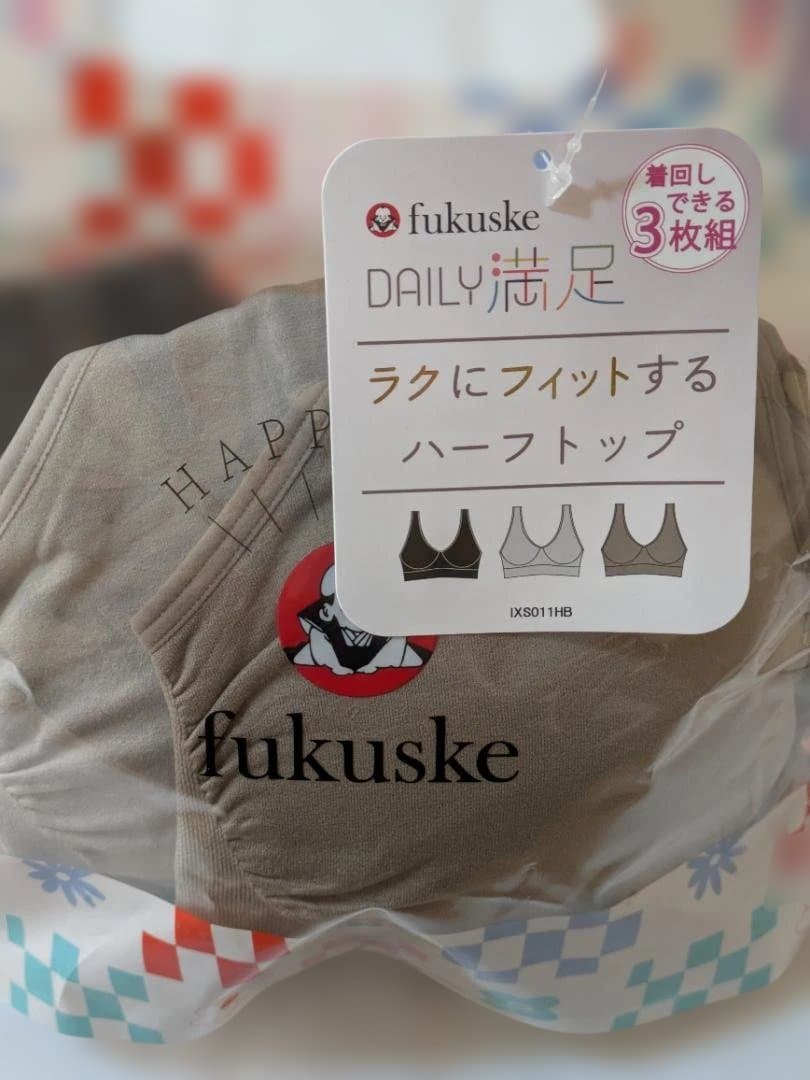 fukuske
着回し
できる
3枚組
DAILY満足
ラクにフィットする
ハーフトップ
IXS011HB
HAPP
fukuske